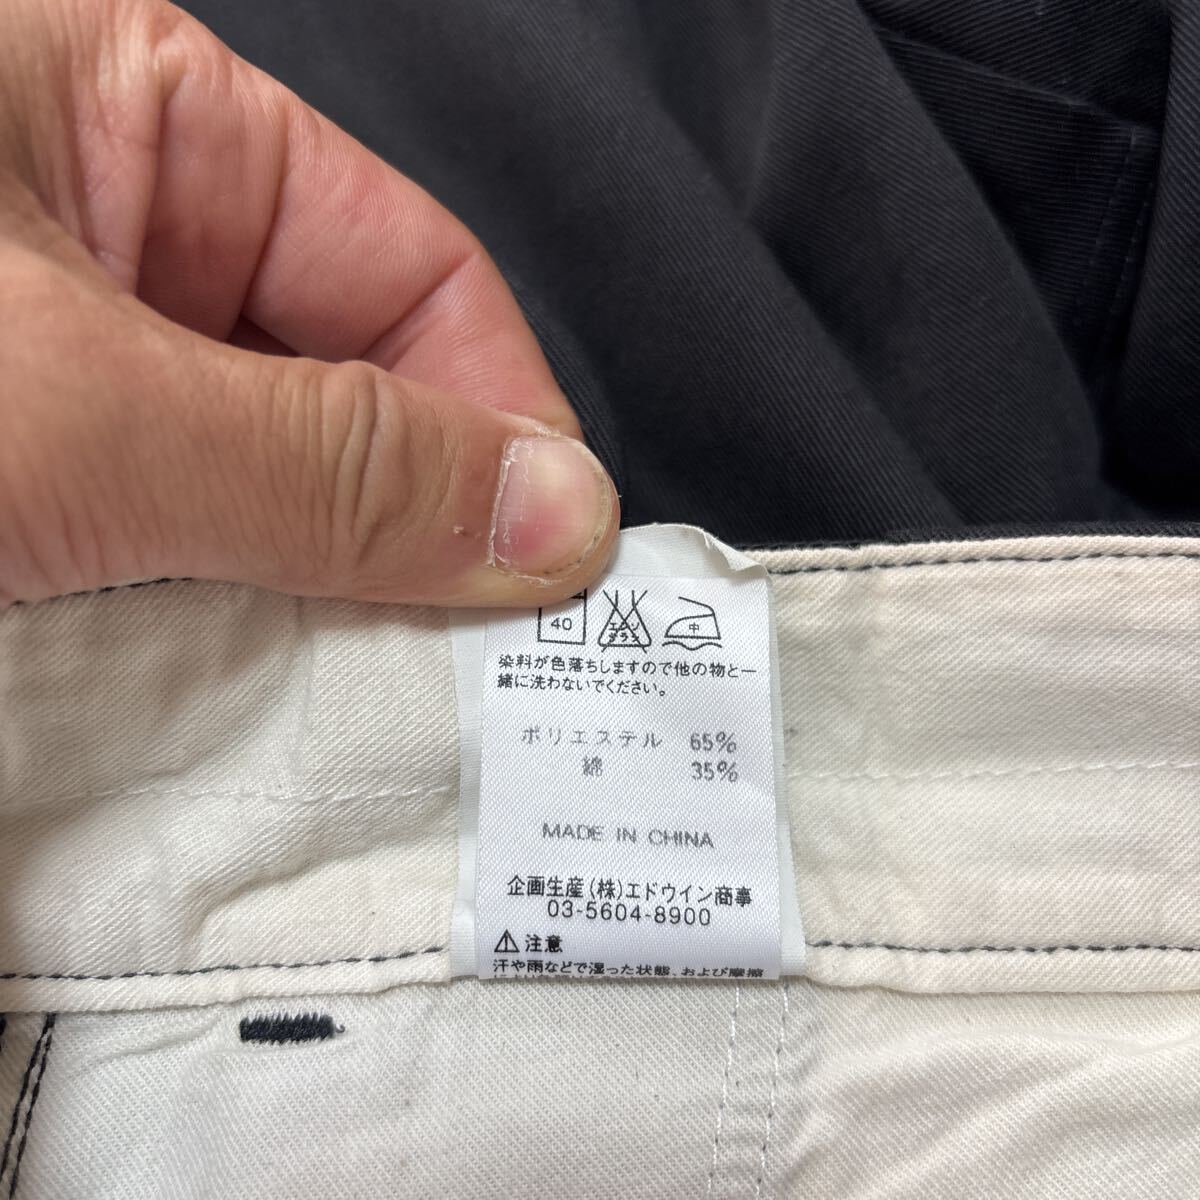 40 エンソ サラシ 中
染料が色落ちしますので他の物と一
緒に洗わないでください。
ポリエステル 65%
綿 35%
MADE IN CHINA
企画生産(株)エドウイン商事
03-5604-8900
⚠注意
汗や雨などで湿った状態、および摩擦